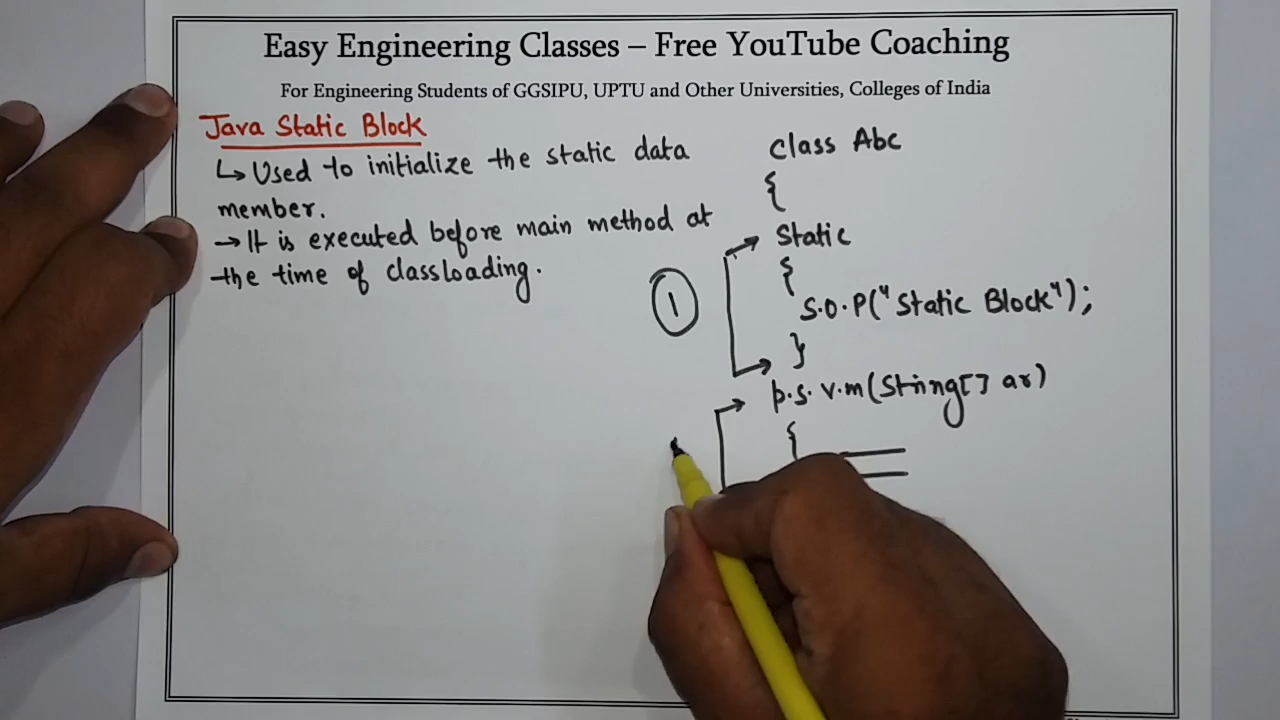 Easy Engineering Classes – Free YouTube Coaching
For Engineering Students of GGSIPU, UPTU and Other Universities, Colleges of India
Java Static Block
↳ Used to initialize the static data
member.
→ It is executed before main method at
the time of classloading.
class Abc
{
Static
{
S.O.P("Static Block");
}
1
p.s.v.m(String[] ar)
{